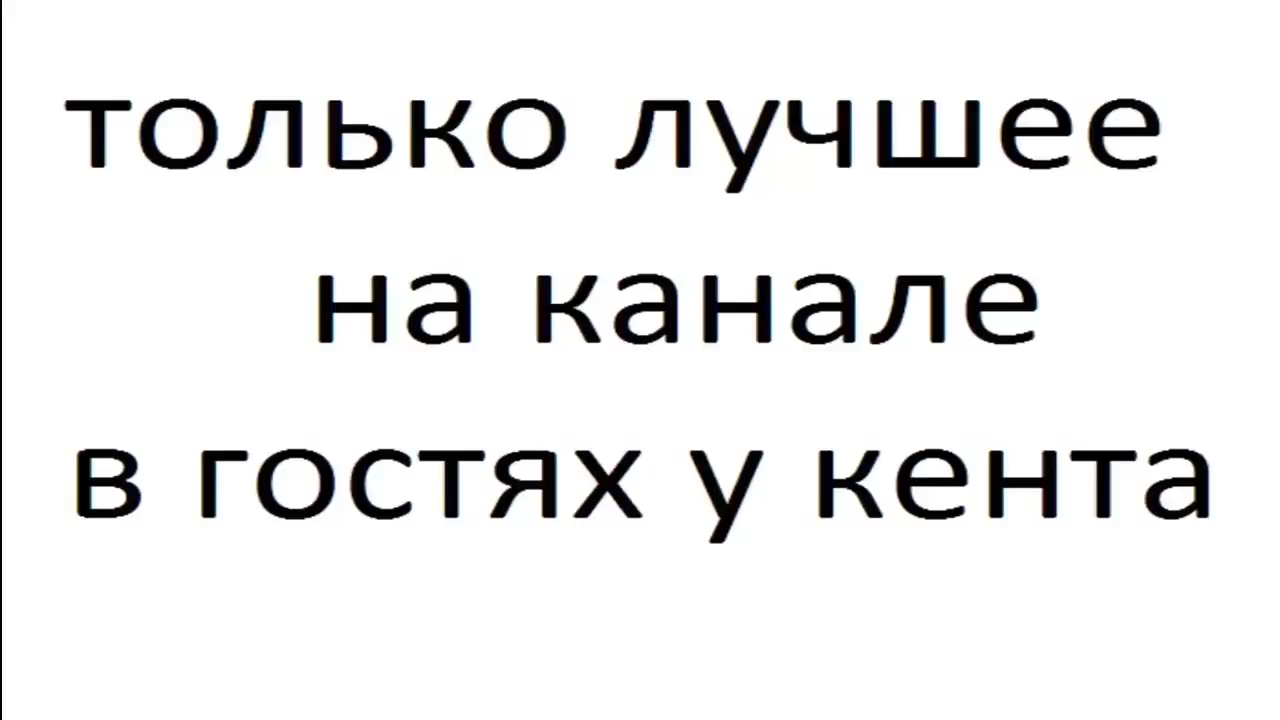 только лучшее
на канале
в гостях у кента